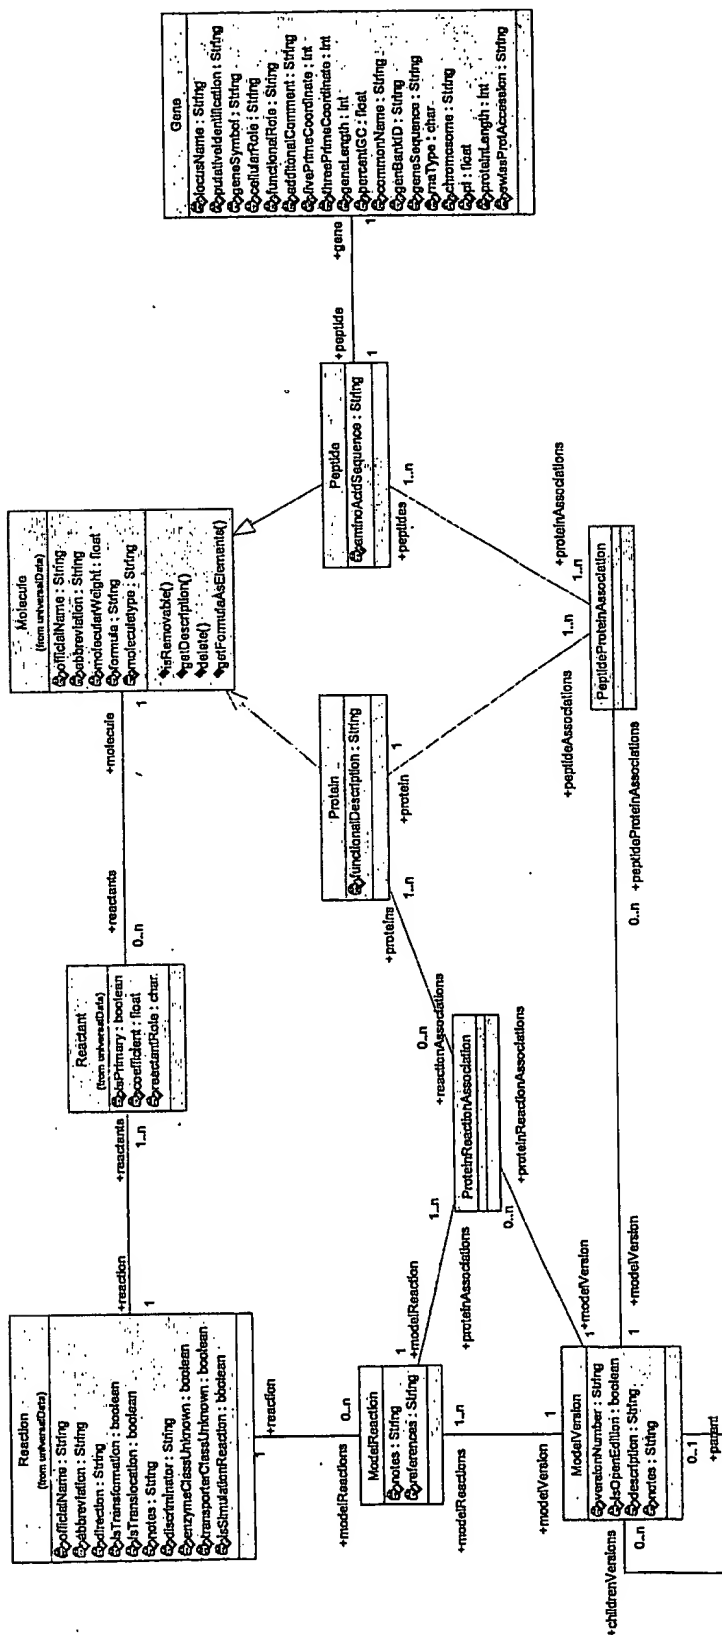 Reaction
(from universalData)
officialName : String
abbreviation : String
direction : String
isTransformation : boolean
isTranslocation : boolean
notes : String
discriminator : String
enzymeClassUnknown : boolean
transporterClassUnknown : boolean
isSimulationReaction : boolean
+reaction
1
+reactants
1..n
Reactant
(from universalData)
isPrimary : boolean
coefficient : float
reactantRole : char
+reactants
0..n
+molecule
1
Molecule
(from universalData)
officialName : String
abbreviation : String
molecularWeight : float
formula : String
moleculetype : String
isRemovable()
getDescription()
delete()
getFormulaAsElements()
+reaction
1
+modelReactions
0..n
ModelReaction
notes : String
references : String
1
+modelReaction
1..n
+proteinAssociations
ProteinReactionAssociation
0..n
+reactionAssociations
+proteins
1..n
Protein
functionalDescription : String
1
+protein
Peptide
aminoAcidSequence : String
+peptides
1..n
+peptide
1
+gene
1
Gene
locusName : String
putativeIdentification : String
geneSymbol : String
cellularRole : String
functionalRole : String
additionalComment : String
fivePrimeCoordinate : Int
threePrimeCoordinate : Int
geneLength : Int
percentGC : float
commonName : String
genBankID : String
geneSequence : String
rnaType : char
chromosome : String
pI : float
proteinLength : Int
swissProtAccession : String
+modelReactions
1..n
+modelVersion
1
ModelVersion
versionNumber : String
isOpenEdition : boolean
description : String
notes : String
1
+modelVersion
0..n
+proteinReactionAssociations
1
+modelVersion
0..n
+peptideProteinAssociations
PeptideProteinAssociation
+peptideAssociations
1..n
1..n
+proteinAssociations
+childrenVersions
0..n
0..1
+parent